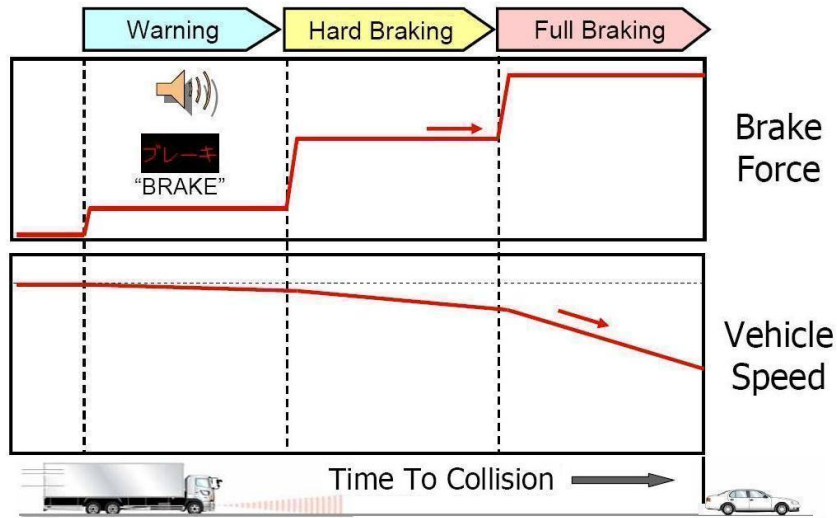 Warning
Hard Braking
Full Braking
ブレーキ
“BRAKE”
Brake
Force
Vehicle
Speed
Time To Collision